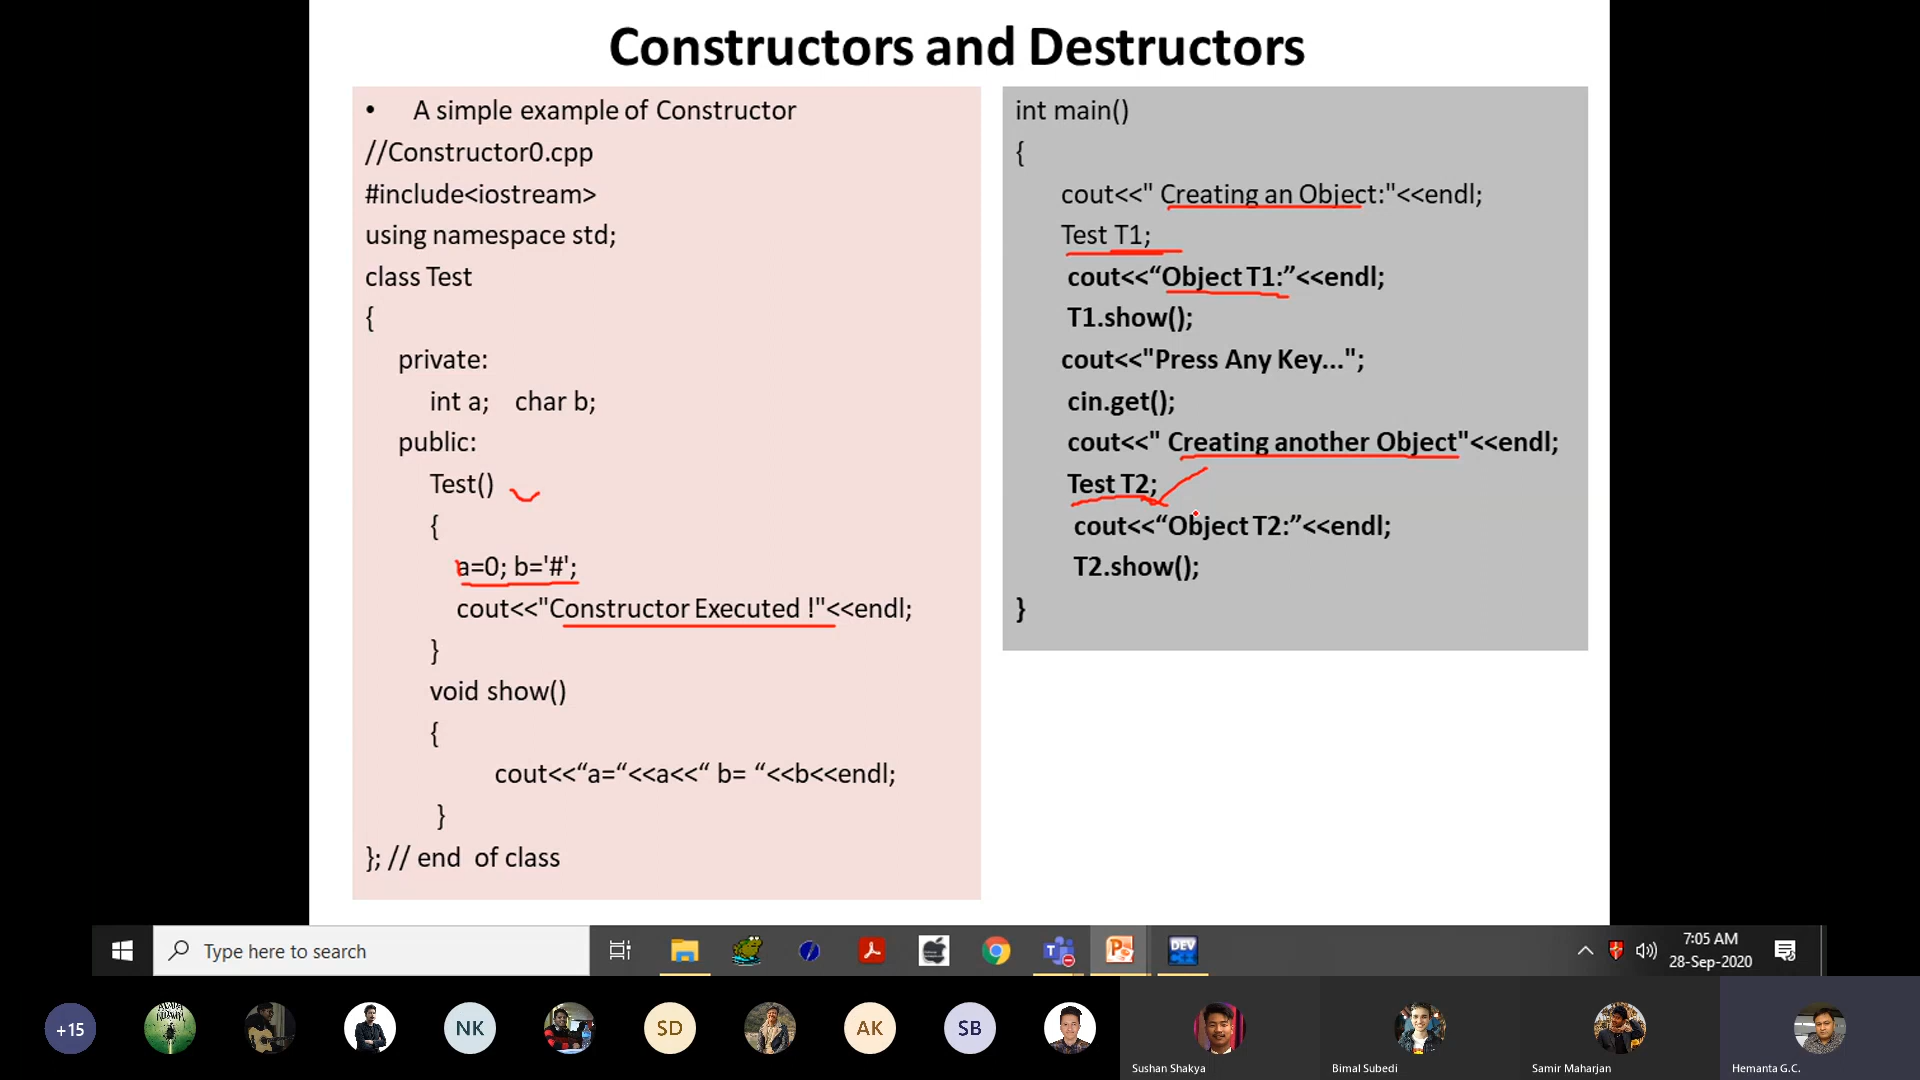 Constructors and Destructors
• A simple example of Constructor
//Constructor0.cpp
#include<iostream>
using namespace std;
class Test
{
private:
int a; char b;
public:
Test()
{
a=0; b='#';
cout<<"Constructor Executed !"<<endl;
}
void show()
{
cout<<“a=“<<a<<“ b= “<<b<<endl;
}
}; // end of class
int main()
{
cout<<" Creating an Object:"<<endl;
Test T1;
cout<<“Object T1:”<<endl;
T1.show();
cout<<"Press Any Key...";
cin.get();
cout<<" Creating another Object"<<endl;
Test T2;
cout<<“Object T2:”<<endl;
T2.show();
}
Type here to search
DEV
C++
7:05 AM
28-Sep-2020
+15
NK
SD
AK
SB
Sushan Shakya
Bimal Subedi
Samir Maharjan
Hemanta G.C.